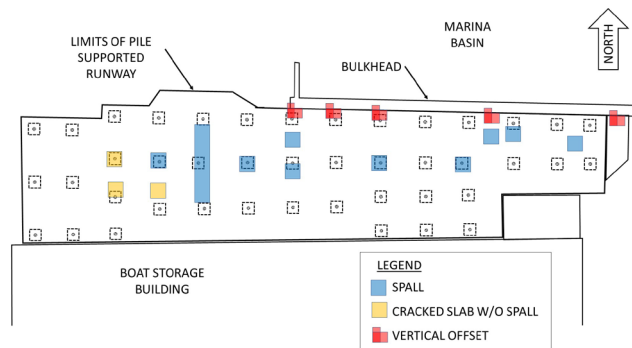 MARINA
BASIN
NORTH
LIMITS OF PILE
SUPPORTED
RUNWAY
BULKHEAD
BOAT STORAGE
BUILDING
LEGEND
SPALL
CRACKED SLAB W/O SPALL
VERTICAL OFFSET